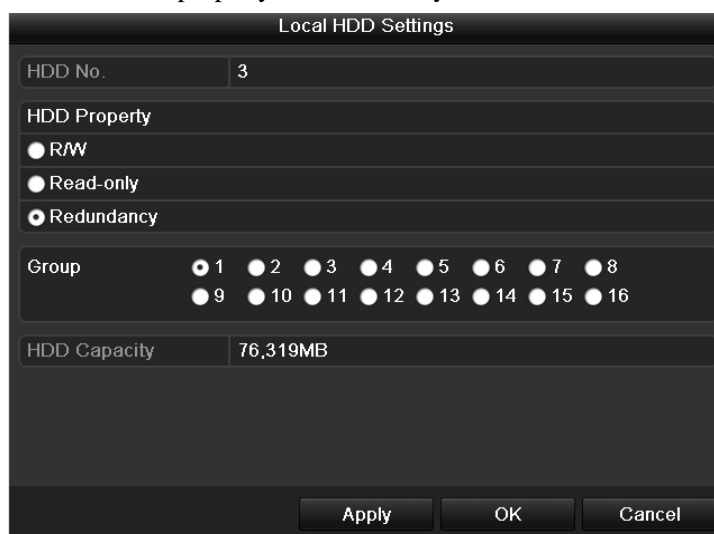 Local HDD Settings
HDD No. 3
HDD Property
R/W
Read-only
Redundancy
Group 1 2 3 4 5 6 7 8
9 10 11 12 13 14 15 16
HDD Capacity 76,319MB
Apply OK Cancel